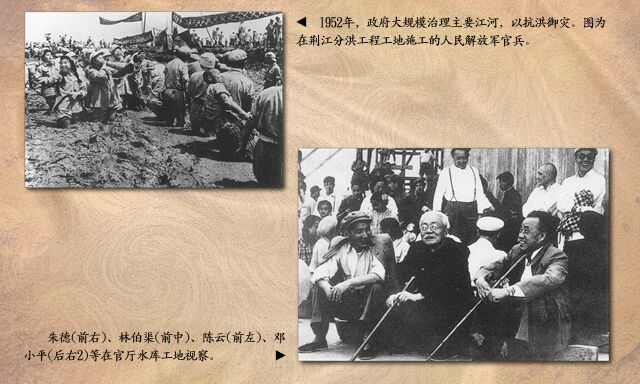 1952年，政府大规模治理主要江河，以抗洪御灾。图为
在荆江分洪工程工地施工的人民解放军官兵。
朱德(前右)、林伯渠(前中)、陈云(前左)、邓
小平(后右2)等在官厅水库工地视察。